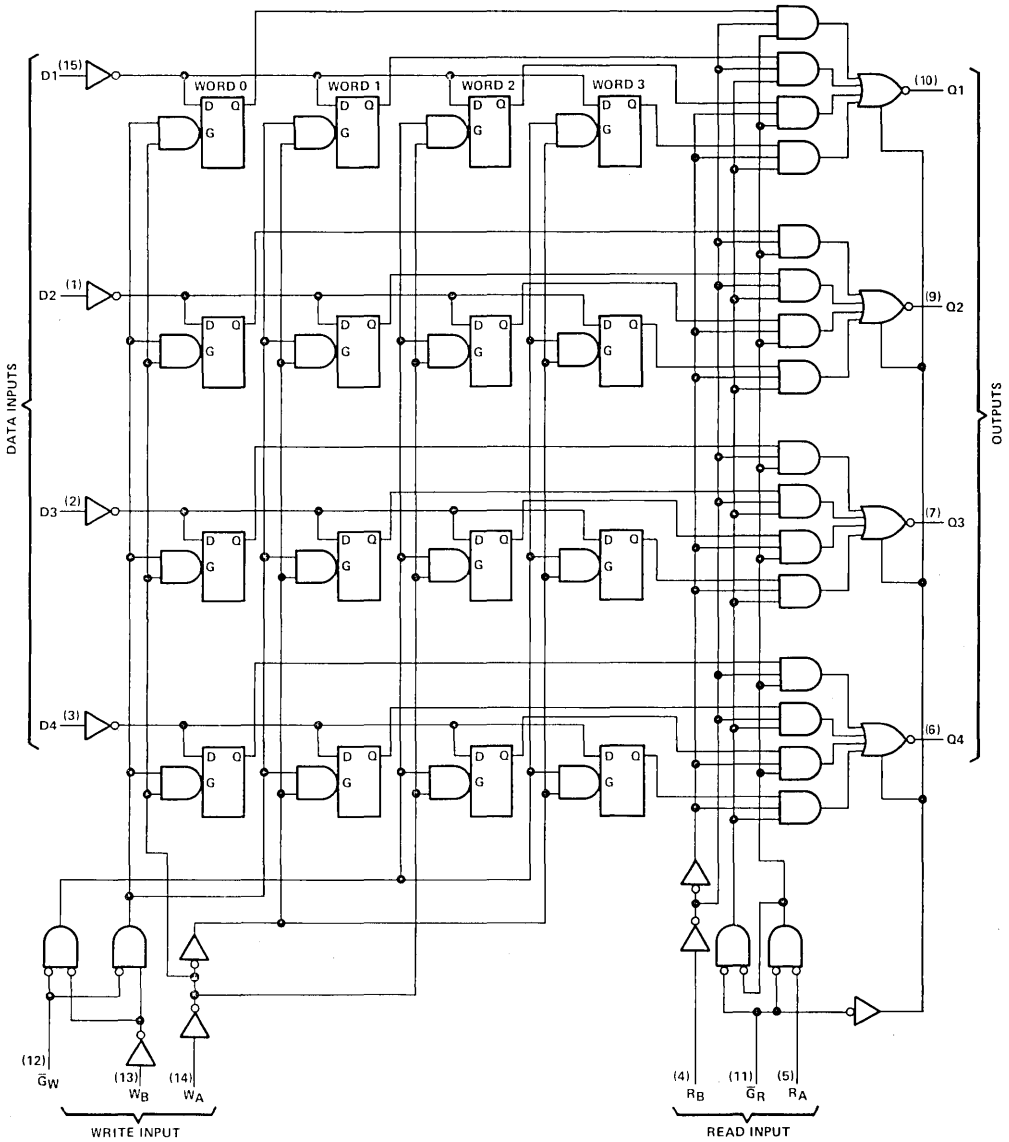 D1 (15)
WORD 0 WORD 1 WORD 2 WORD 3
D Q D Q D Q D Q
G G G G
(10) Q1
D2 (1)
D Q D Q D Q D Q
G G G G
(9) Q2
DATA INPUTS
OUTPUTS
D3 (2)
D Q D Q D Q D Q
G G G G
(7) Q3
D4 (3)
D Q D Q D Q D Q
G G G G
(6) Q4
(12) G̅W
(13) WB
(14) WA
(4) RB
(11) G̅R
(5) RA
WRITE INPUT
READ INPUT